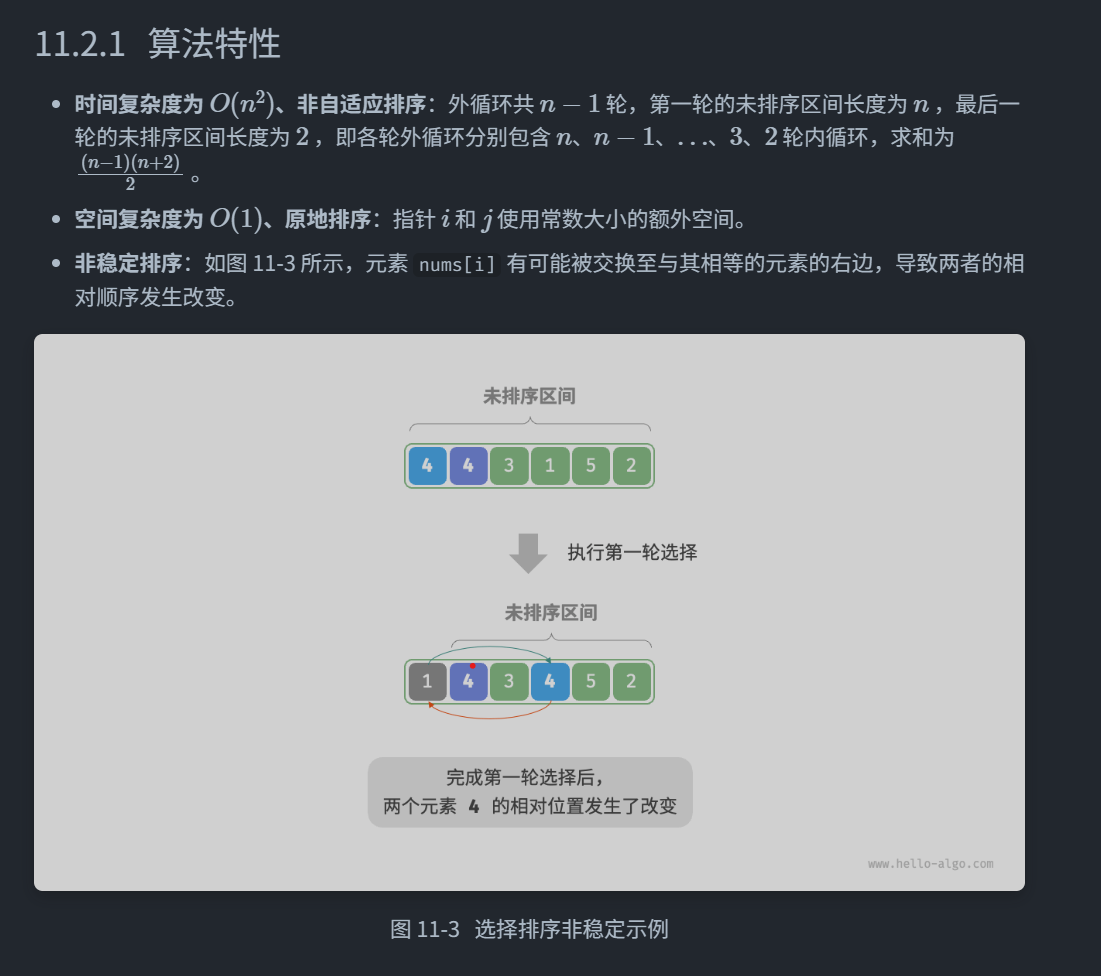 11.2.1 算法特性
• 时间复杂度为 O(n²)、非自适应排序：外循环共 n − 1 轮，第一轮的未排序区间长度为 n ，最后一
轮的未排序区间长度为 2 ，即各轮外循环分别包含 n、n − 1、…、3、2 轮内循环，求和为
(n−1)(n+2)/2 。
• 空间复杂度为 O(1)、原地排序：指针 i 和 j 使用常数大小的额外空间。
• 非稳定排序：如图 11-3 所示，元素 nums[i] 有可能被交换至与其相等的元素的右边，导致两者的相
对顺序发生改变。
未排序区间
4 4 3 1 5 2
执行第一轮选择
未排序区间
1 4 3 4 5 2
完成第一轮选择后，
两个元素 4 的相对位置发生了改变
www.hello-algo.com
图 11-3 选择排序非稳定示例